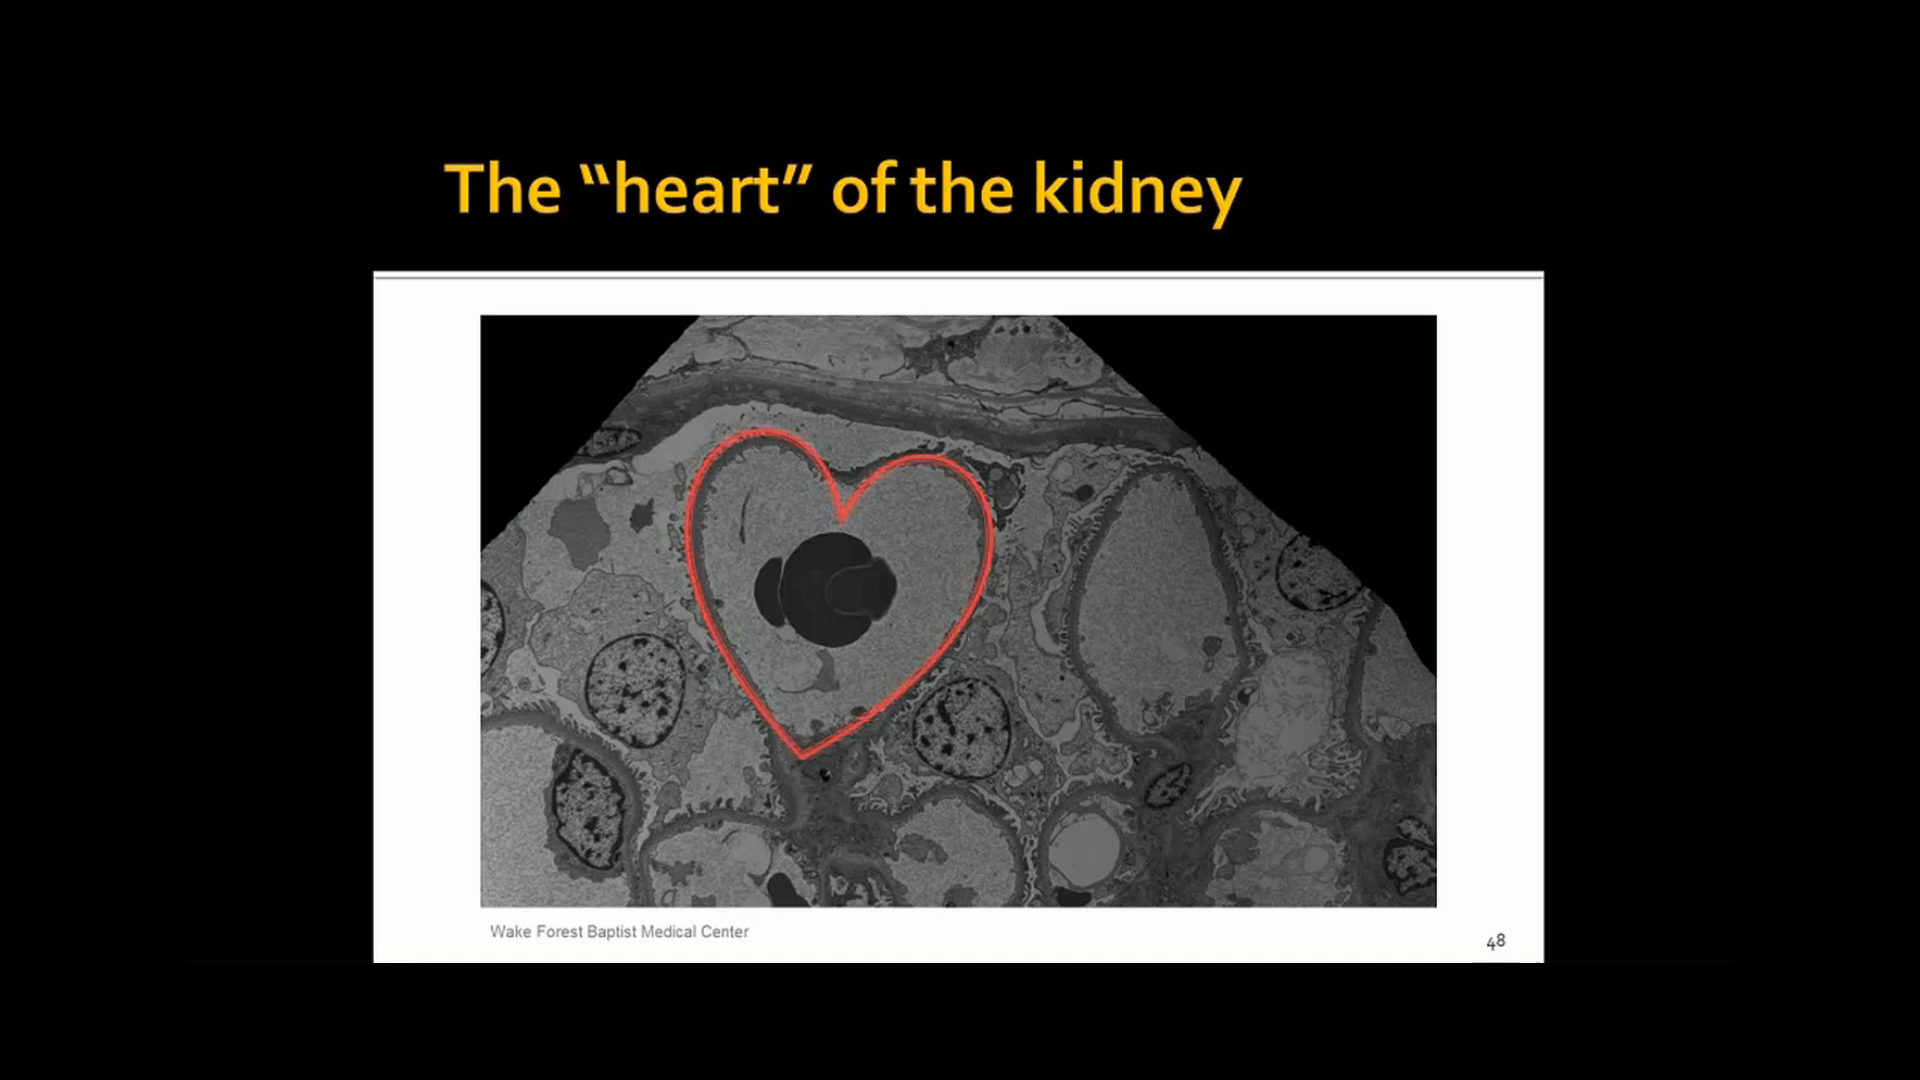 The “heart” of the kidney
Wake Forest Baptist Medical Center
48